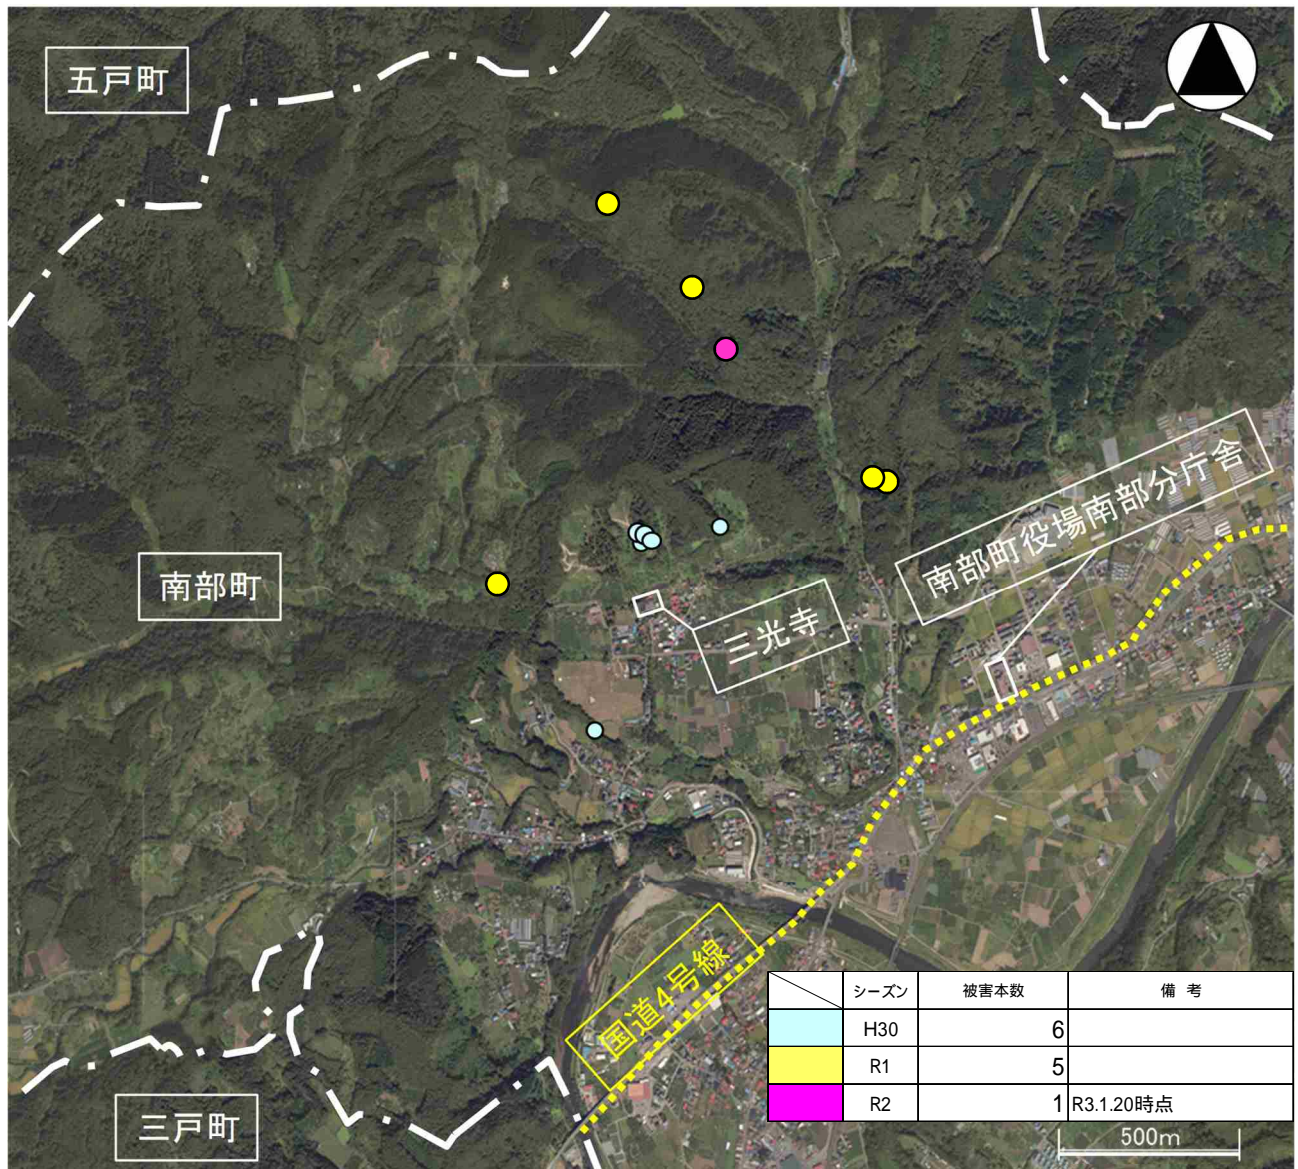 五戸町
南部町役場南部分庁舎
南部町
三光寺
国道4号線
シーズン 被害本数 備 考
H30 6
R1 5
R2 1 R3.1.20時点
三戸町
500m